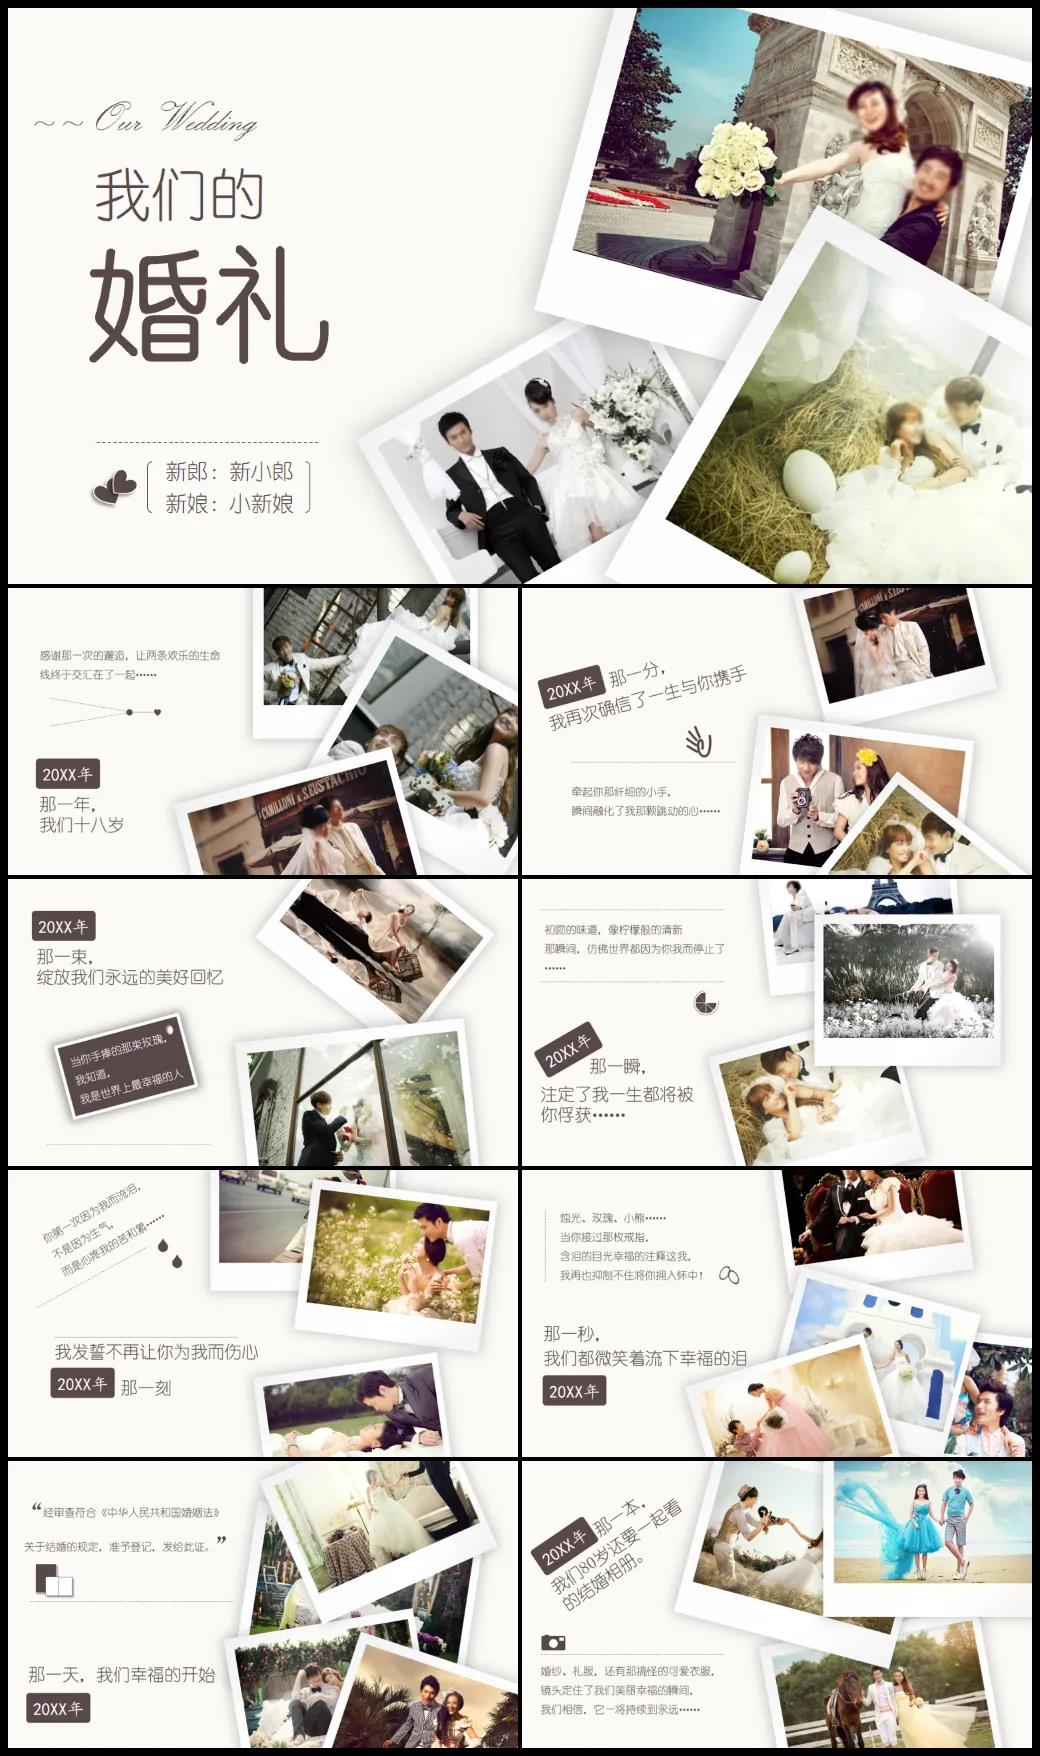 ~~Our Wedding
我们的
婚礼
新郎：新小郎
新娘：小新娘
感谢那一次的邂逅，让两条欢乐的生命
线终于交汇在了一起••••••
20XX年
那一年，
我们十八岁
CAMILLONI à S.EUSTACHIO
20XX年 那一分，
我再次确信了一生与你携手
牵起你那纤细的小手，
瞬间融化了我那颗跳动的心••••••
20XX年
那一束，
绽放我们永远的美好回忆
当你手捧的那束玫瑰，
我知道，
我是世界上最幸福的人
初吻的味道，像柠檬般的清新
那瞬间，仿佛世界都因为你我而停止了
••••••
20XX年 那一瞬，
注定了我一生都将被
你俘获••••••
你第一次因为我而流泪，
不是因为生气，
而是心疼我的苦和累••••••
我发誓不再让你为我而伤心
20XX年 那一刻
烛光、玫瑰、小熊••••••
当你接过那枚戒指，
含泪的目光幸福的注释这我，
我再也抑制不住将你拥入怀中！
那一秒，
我们都微笑着流下幸福的泪
20XX年
“经审查符合《中华人民共和国婚姻法》
关于结婚的规定，准予登记，发给此证。”
那一天，我们幸福的开始
20XX年
20XX年 那一本，
我们80岁还要一起看
的结婚相册。
婚纱、礼服，还有那搞怪的可爱衣服，
镜头定住了我们美丽幸福的瞬间，
我们相信，它一将持续到永远••••••